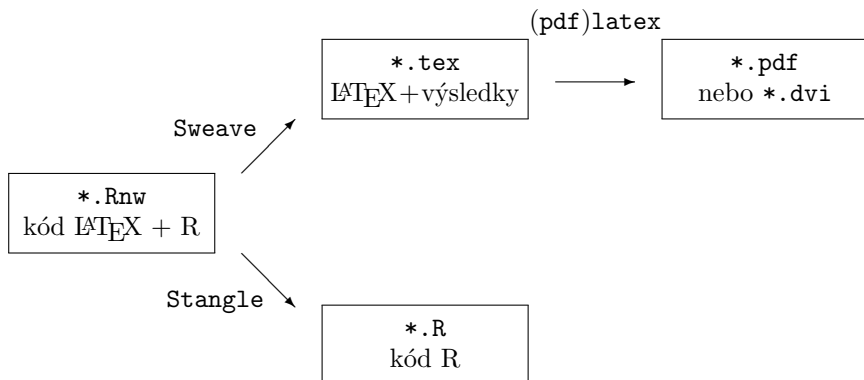 (pdf)latex
*.tex
LATEX+výsledky
*.pdf
nebo *.dvi
Sweave
*.Rnw
kód LATEX + R
Stangle
*.R
kód R